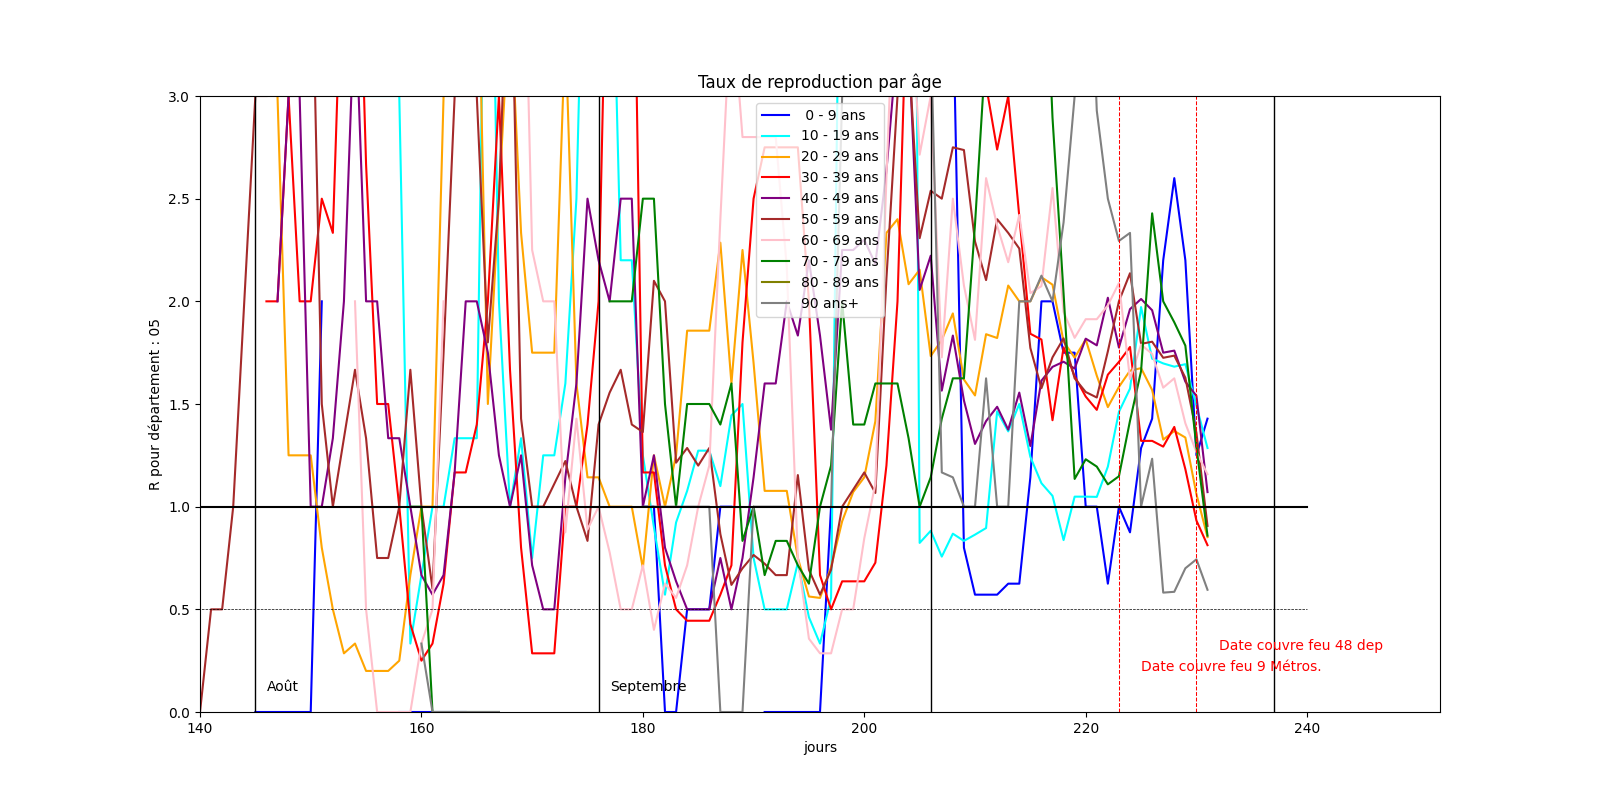 Taux de reproduction par âge
R pour département : 05
3.0
2.5
2.0
1.5
1.0
0.5
0.0
0 - 9 ans
10 - 19 ans
20 - 29 ans
30 - 39 ans
40 - 49 ans
50 - 59 ans
60 - 69 ans
70 - 79 ans
80 - 89 ans
90 ans+
Date couvre feu 48 dep
Date couvre feu 9 Métros.
Août
Septembre
140
160
180
200
220
240
jours